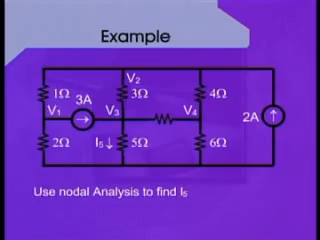 Example
V₂
1Ω
3A
3Ω
4Ω
V₁
V₃
V₄
2A
2Ω
I₅
5Ω
6Ω
Use nodal Analysis to find I₅